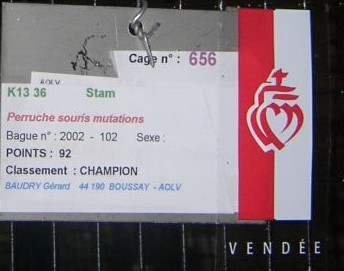 Cage n° : 656
AOLV
K13 36 Stam
Perruche souris mutations
Bague n° : 2002 - 102 Sexe :
POINTS : 92
Classement : CHAMPION
BAUDRY Gérard 44 190 BOUSSAY - AOLV
VENDÉE